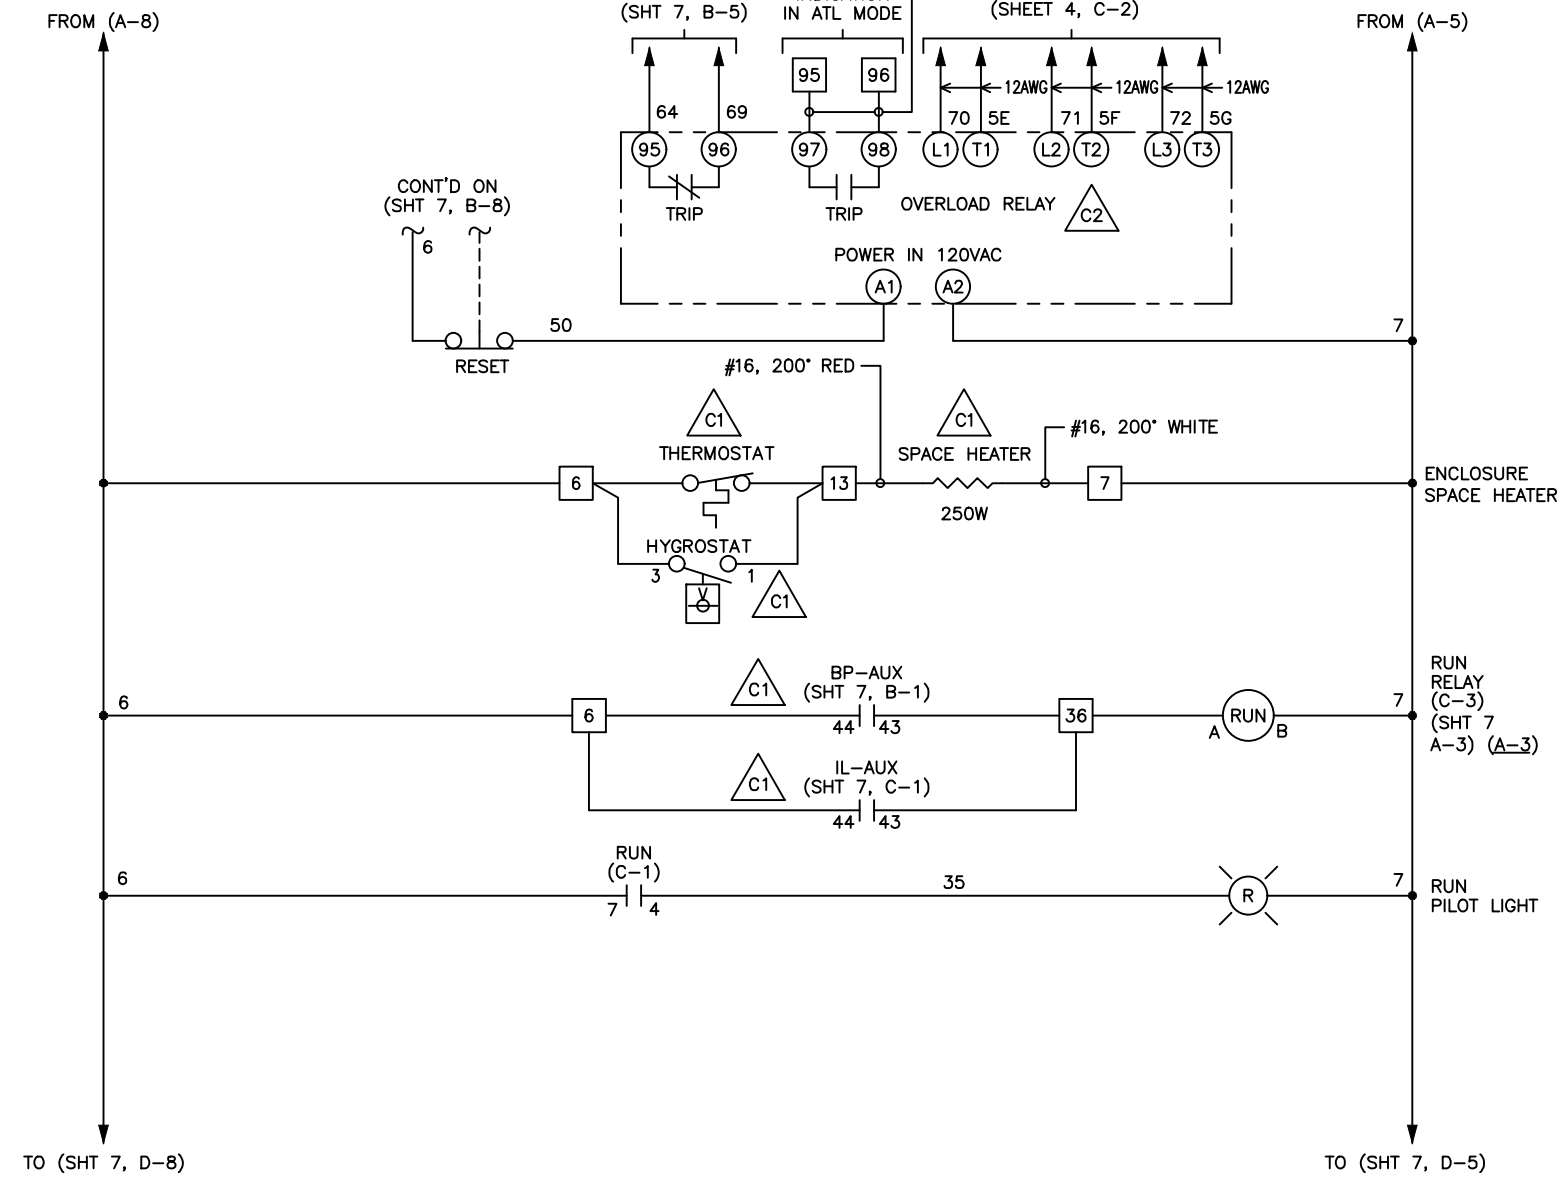 FROM (A-8)
(SHT 7, B-5)
IN ATL MODE
(SHEET 4, C-2)
FROM (A-5)
95
96
12AWG
12AWG
12AWG
64
69
70
5E
71
5F
72
5G
95
96
97
98
L1
T1
L2
T2
L3
T3
TRIP
TRIP
OVERLOAD RELAY
C2
CONT'D ON
(SHT 7, B-8)
6
POWER IN 120VAC
A1
A2
50
7
RESET
#16, 200° RED
C1
C1
#16, 200° WHITE
THERMOSTAT
SPACE HEATER
6
13
7
ENCLOSURE
SPACE HEATER
250W
HYGROSTAT
3
1
C1
V
BP-AUX
(SHT 7, B-1)
C1
6
6
44
43
36
RUN
A
B
7
RUN
RELAY
(C-3)
(SHT 7
A-3) (A-3)
IL-AUX
(SHT 7, C-1)
C1
44
43
RUN
(C-1)
6
7
4
35
R
7
RUN
PILOT LIGHT
TO (SHT 7, D-8)
TO (SHT 7, D-5)